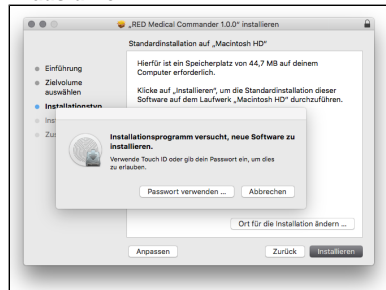 „RED Medical Commander 1.0.0“ installieren
Standardinstallation auf „Macintosh HD“
Einführung
Zielvolume
auswählen
Installationstyp
Hierfür ist ein Speicherplatz von 44,7 MB auf deinem
Computer erforderlich.
Klicke auf „Installieren“, um die Standardinstallation dieser
Software auf dem Laufwerk „Macintosh HD“ durchzuführen.
Installationsprogramm versucht, neue Software zu
installieren.
Verwende Touch ID oder gib dein Passwort ein, um dies
zu erlauben.
Passwort verwenden ...
Abbrechen
Ort für die Installation ändern ...
Anpassen
Zurück
Installieren